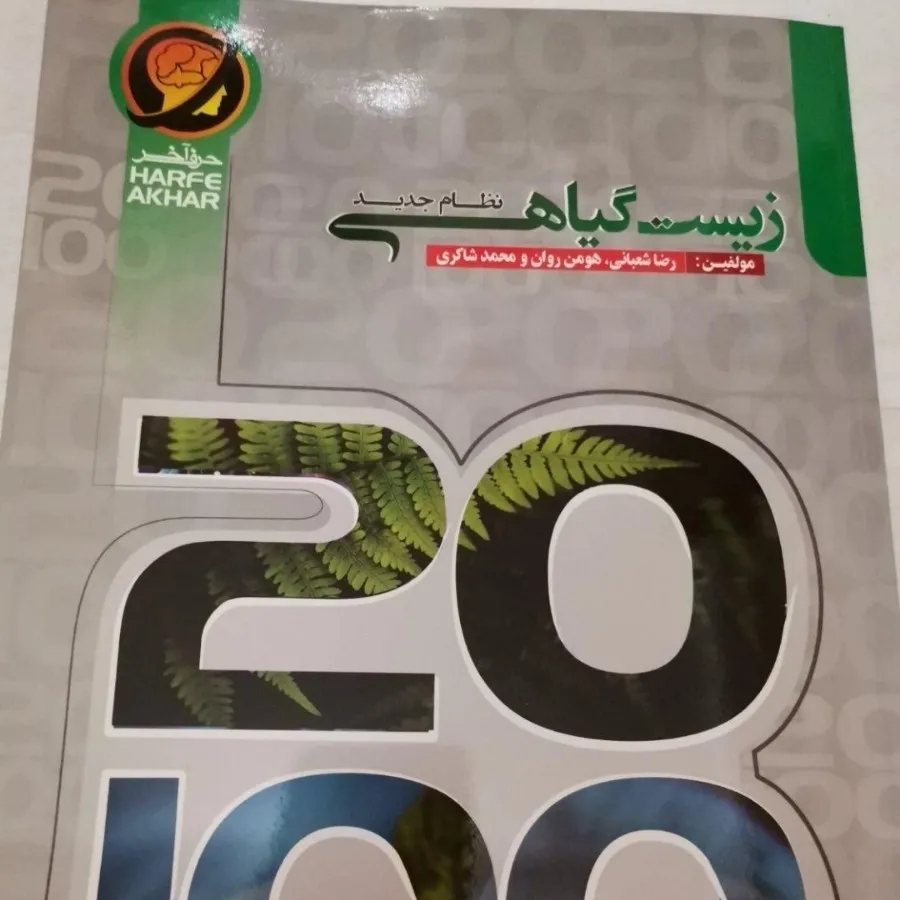 حرف آخر
HARFE
AKHAR
نظام جدید
زیست گیاهی
مولفین: رضا شعبانی، هومن روان و محمد شاکری
20
100